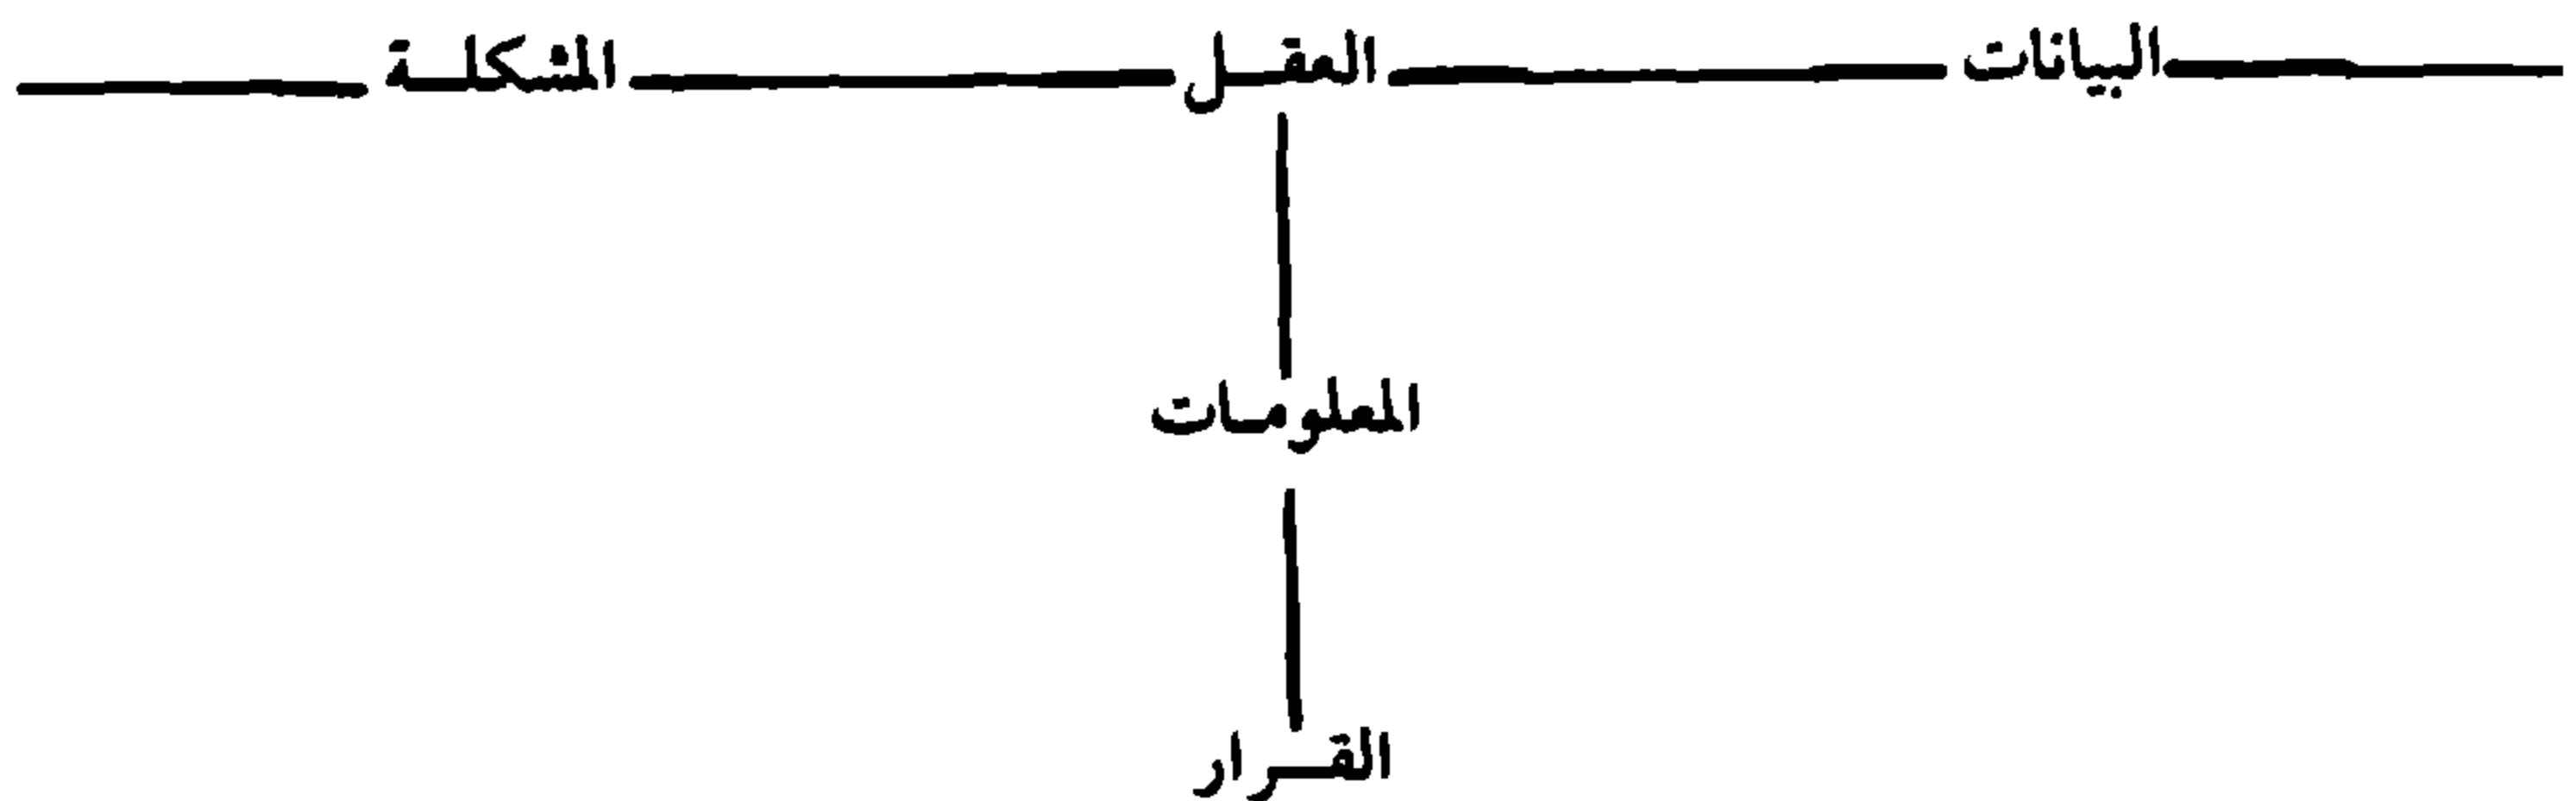 البيانات العقل المشكلة
المعلومات
القرار